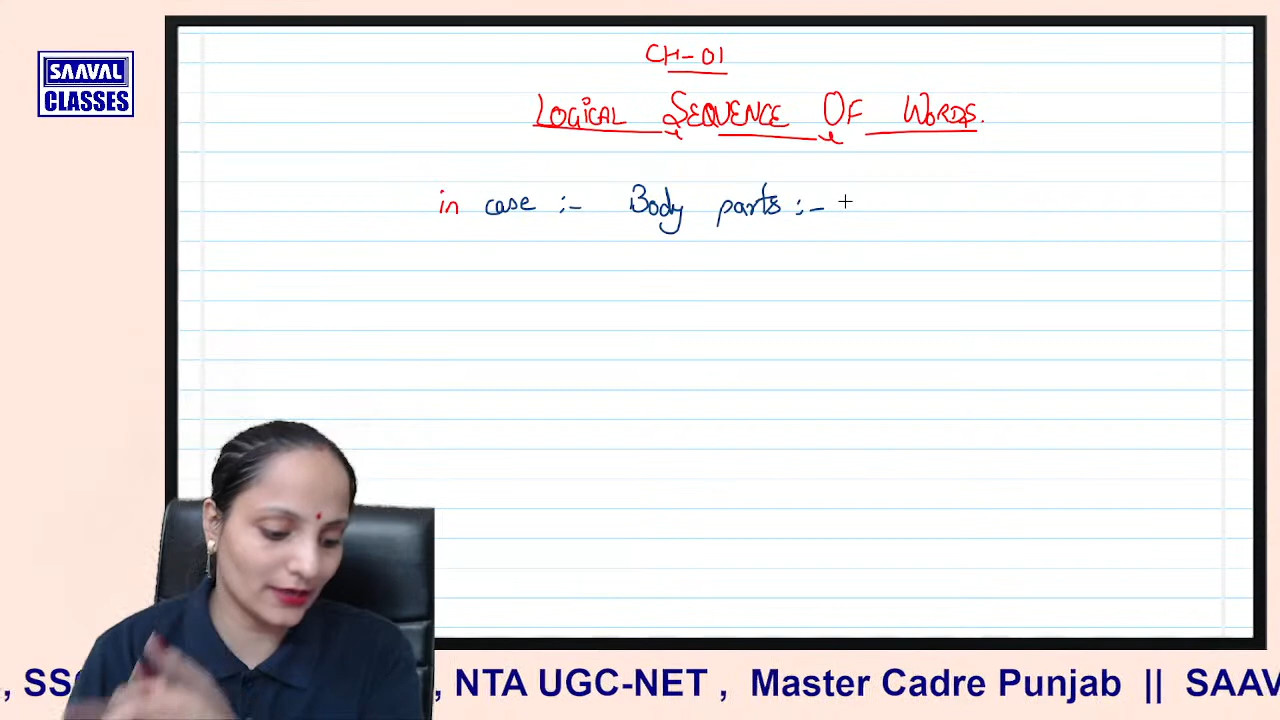 SAAVAL
CLASSES
CH-01
LOGICAL SEQUENCE OF WORDS.
in case :- Body parts :-
, SS , NTA UGC-NET , Master Cadre Punjab || SAAV